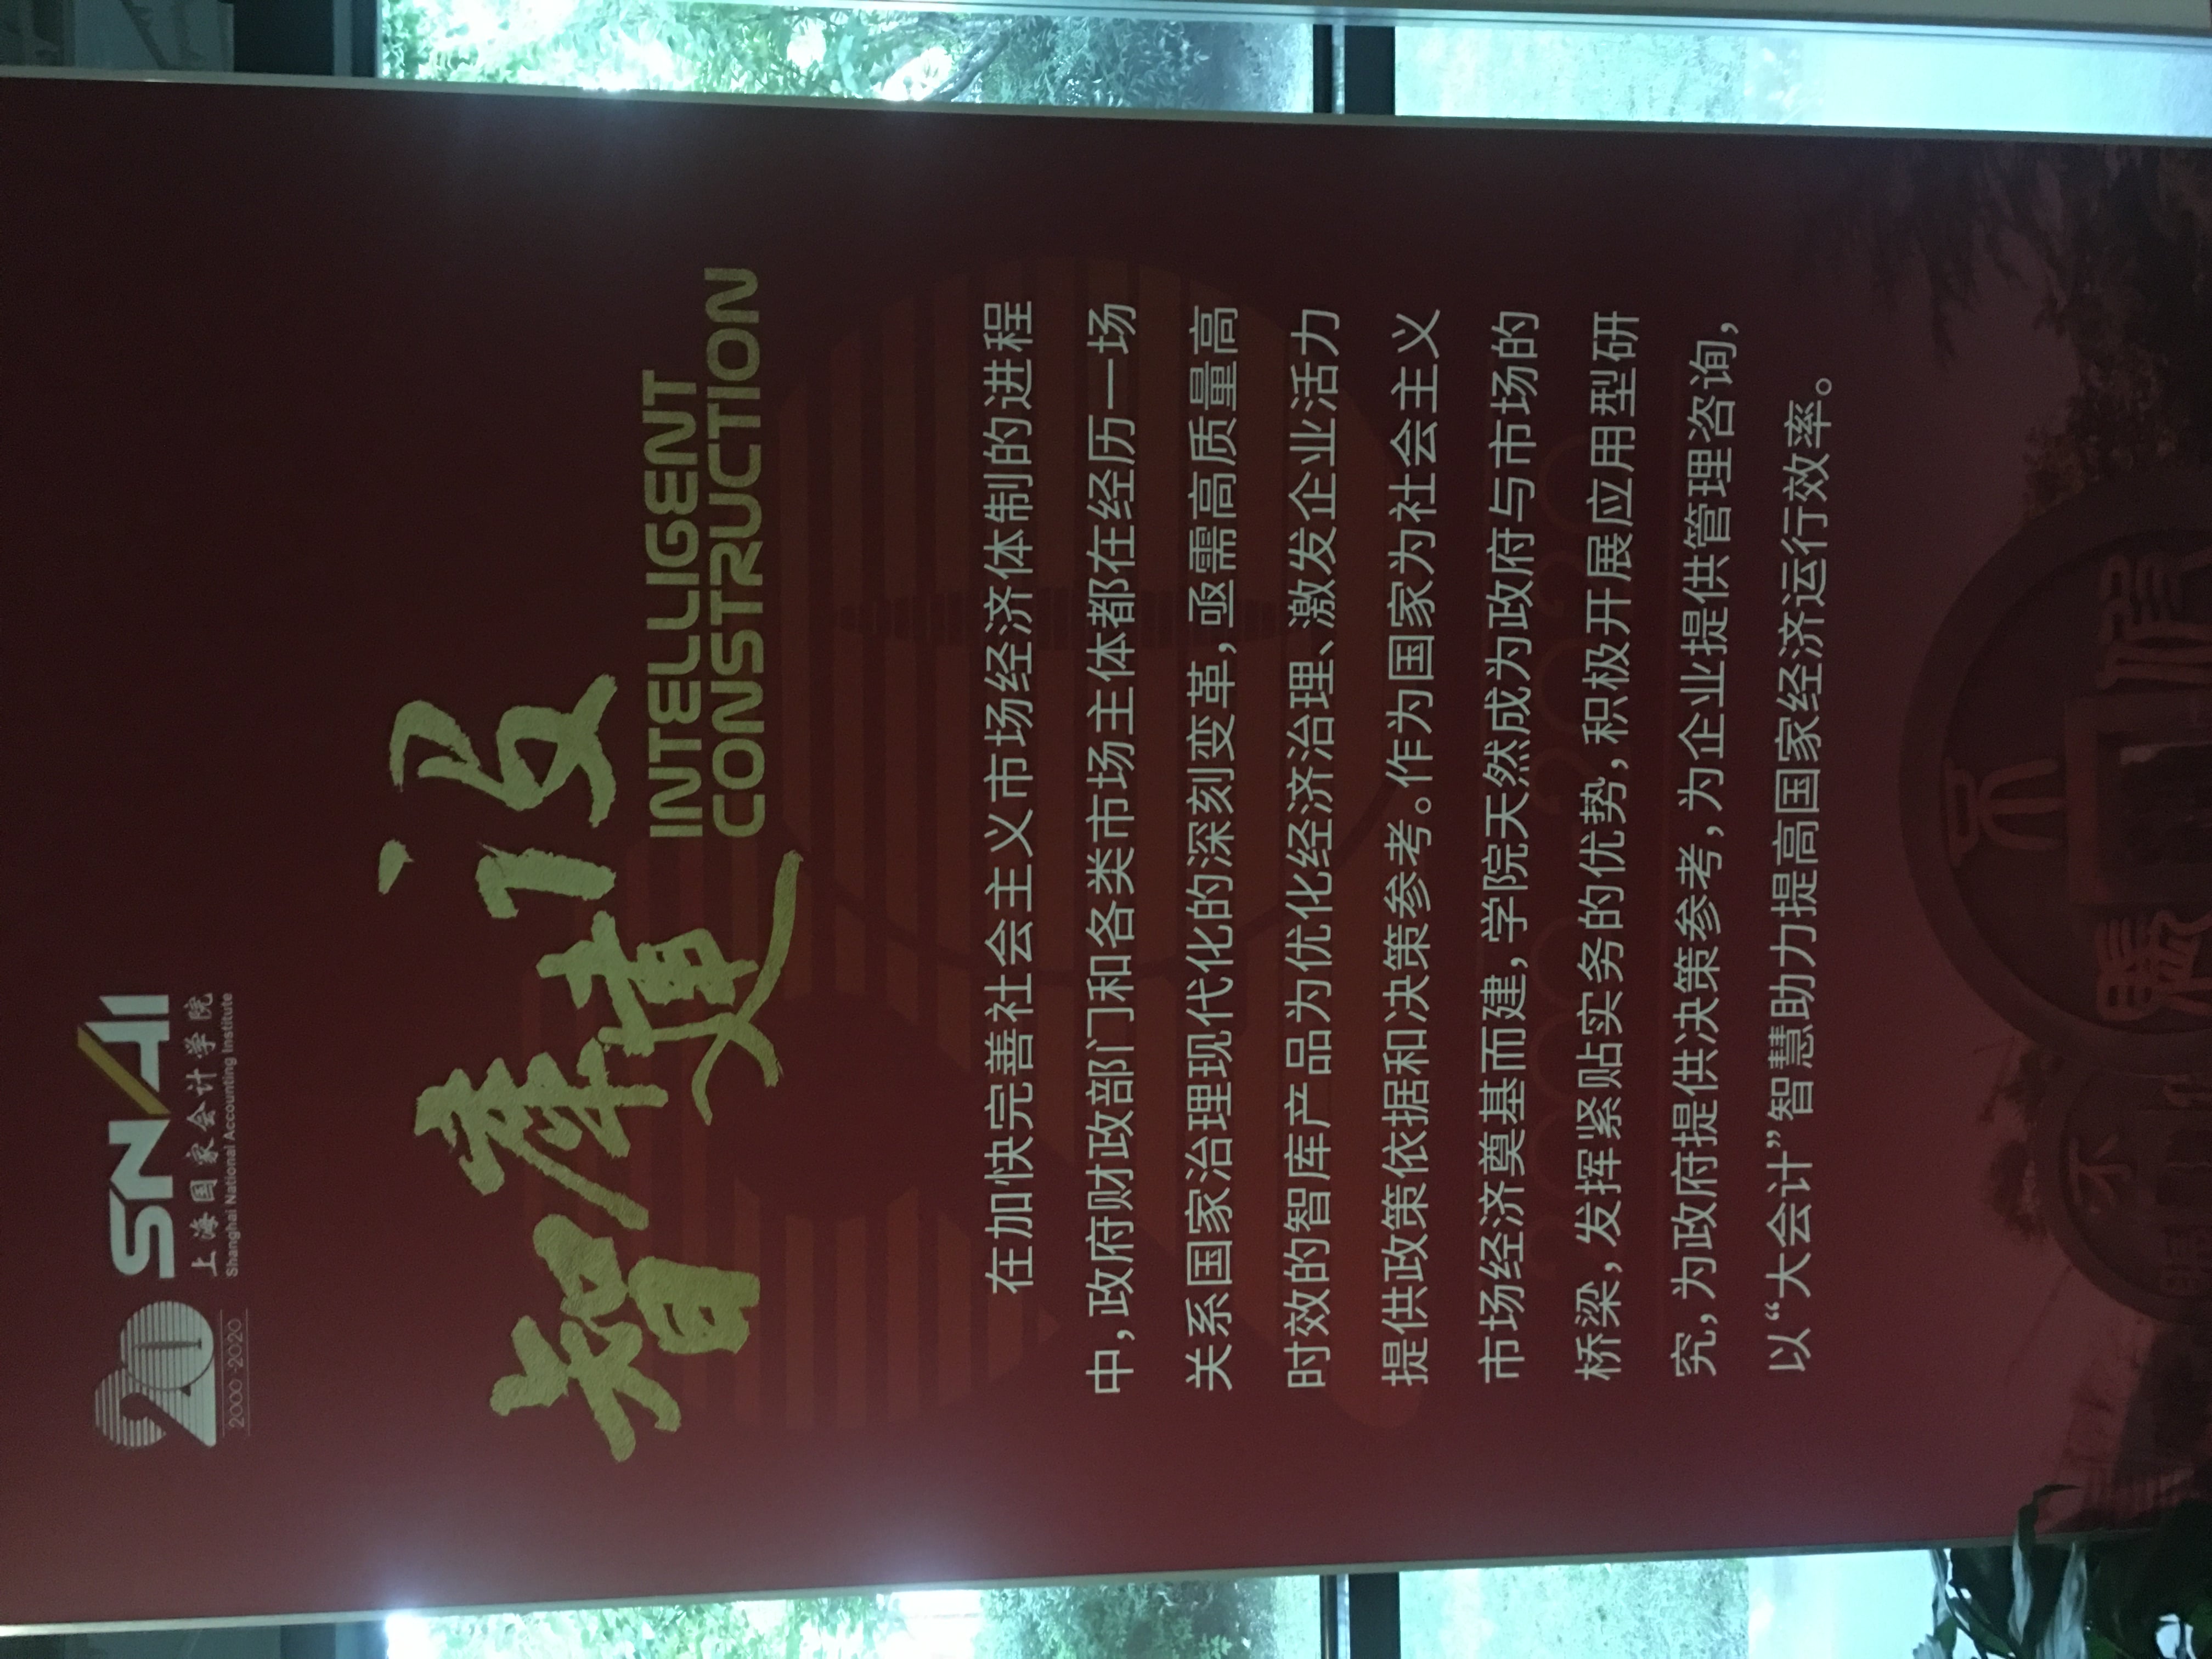 2000-2020
SNAI
上海国家会计学院
Shanghai National Accounting Institute
智库建设
INTELLIGENT
CONSTRUCTION
在加快完善社会主义市场经济体制的进程
中,政府财政部门和各类市场主体都在经历一场
关系国家治理现代化的深刻变革,亟需高质量高
时效的智库产品为优化经济治理、激发企业活力
提供政策依据和决策参考。作为国家为社会主义
市场经济奠基而建,学院天然成为政府与市场的
桥梁,发挥紧贴实务的优势,积极开展应用型研
究,为政府提供决策参考,为企业提供管理咨询,
以“大会计”智慧助力提高国家经济运行效率。